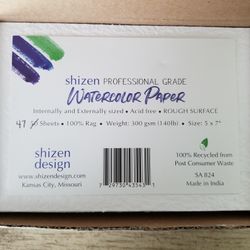 shizen PROFESSIONAL GRADE
WATERCOLOR PAPER
Internally and Externally sized • Acid free • ROUGH SURFACE
47 Sheets • 100% Rag • Weight: 300 gsm (140lb) • Size: 5 x 7"
shizen
design
www.shizendesign.com
Kansas City, Missouri
100% Recycled from
Post Consumer Waste
SA 824
Made in India